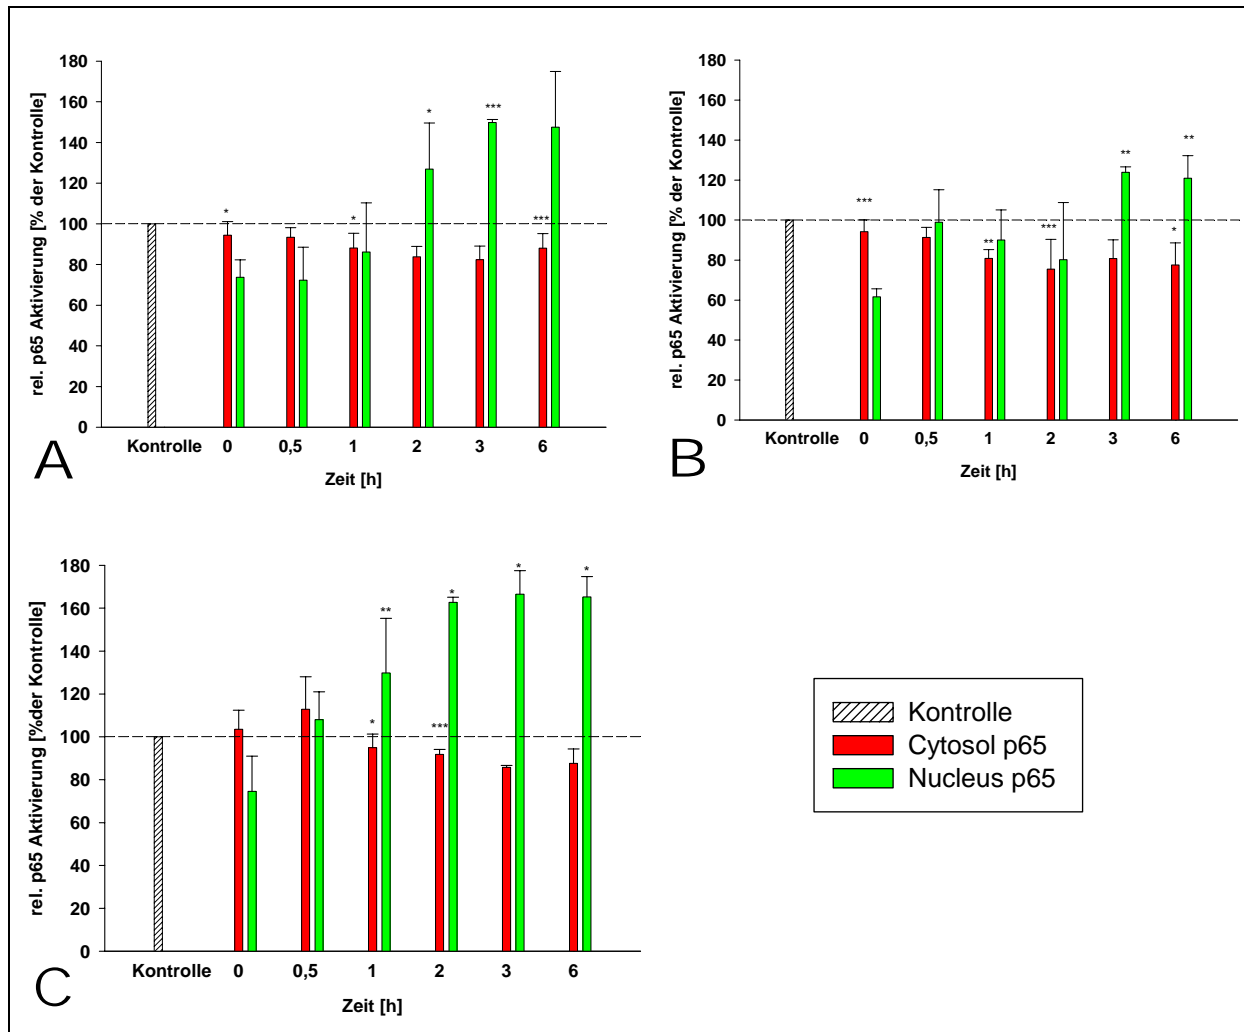 180
160
140
120
100
80
60
40
20
0
rel. p65 Aktivierung [% der Kontrolle]
* * * *** ***
Kontrolle 0 0,5 1 2 3 6
Zeit [h]
A
180
160
140
120
100
80
60
40
20
0
rel. p65 Aktivierung [% der Kontrolle]
*** ** *** ** ** *
Kontrolle 0 0,5 1 2 3 6
Zeit [h]
B
180
160
140
120
100
80
60
40
20
0
rel. p65 Aktivierung [%der Kontrolle]
* ** *** * * *
Kontrolle 0 0,5 1 2 3 6
Zeit [h]
C
Kontrolle
Cytosol p65
Nucleus p65